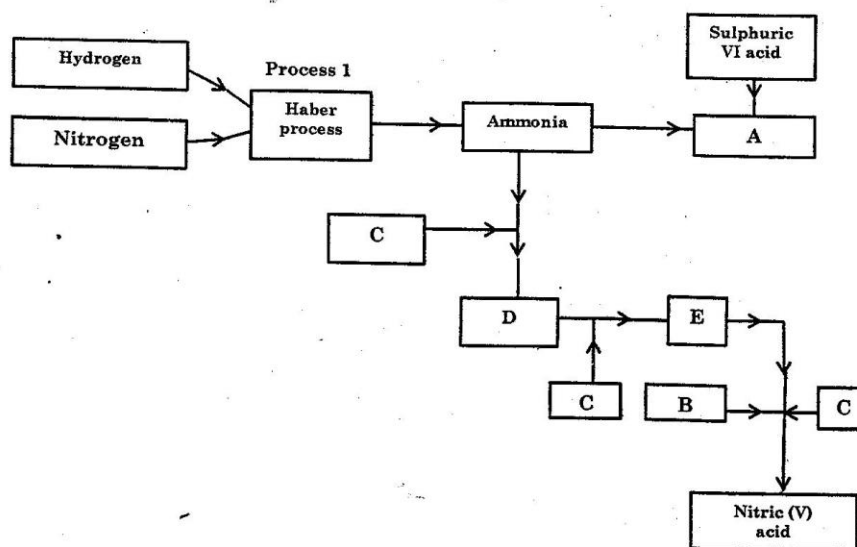 Sulphuric
VI acid
Hydrogen
Process 1
Haber
process
Ammonia
A
Nitrogen
C
D
E
C
B
C
Nitric (V)
acid